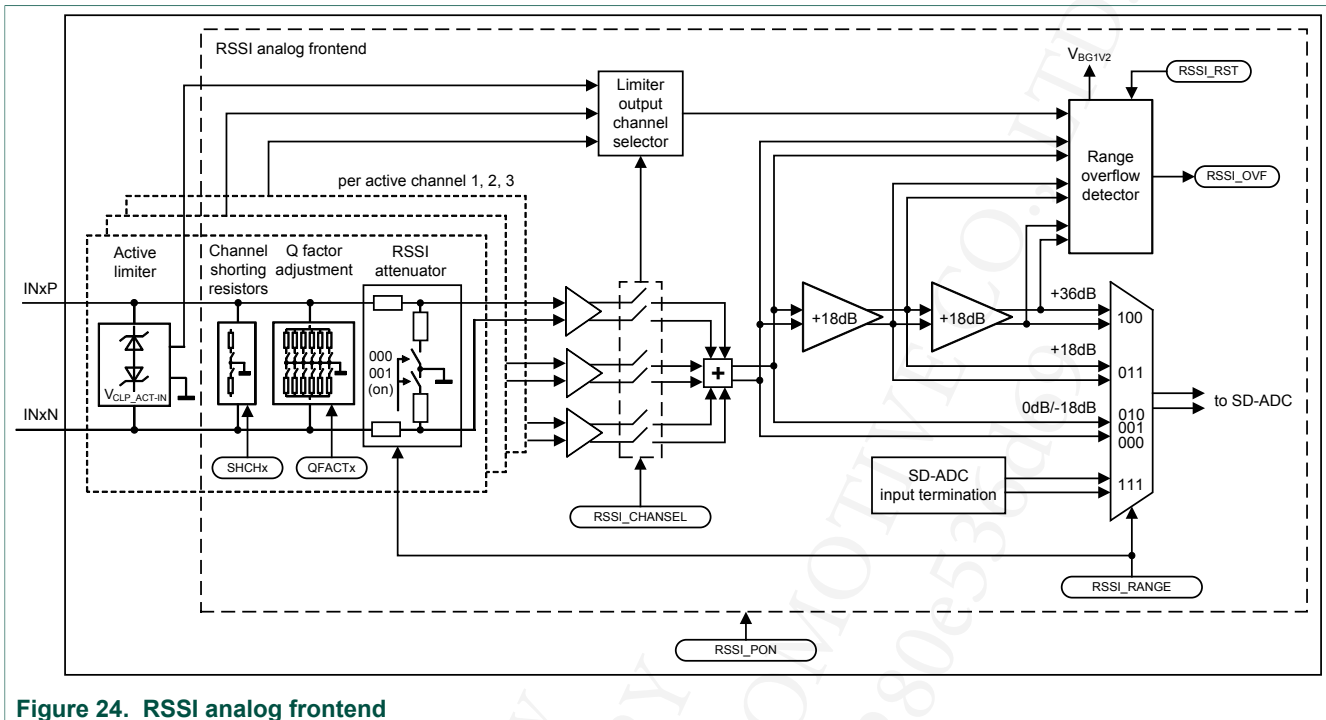 RSSI analog frontend
VBG1V2
RSSI_RST
Limiter
output
channel
selector
Range
overflow
detector
RSSI_OVF
per active channel 1, 2, 3
Active
limiter
Channel
shorting
resistors
Q factor
adjustment
RSSI
attenuator
INxP
000
001
(on)
VCLP_ACT-IN
INxN
SHCHx
QFACTx
+
+18dB
+18dB
+36dB
100
+18dB
011
0dB/-18dB
010
001
000
111
to SD-ADC
SD-ADC
input termination
RSSI_CHANSEL
RSSI_RANGE
RSSI_PON
Figure 24. RSSI analog frontend